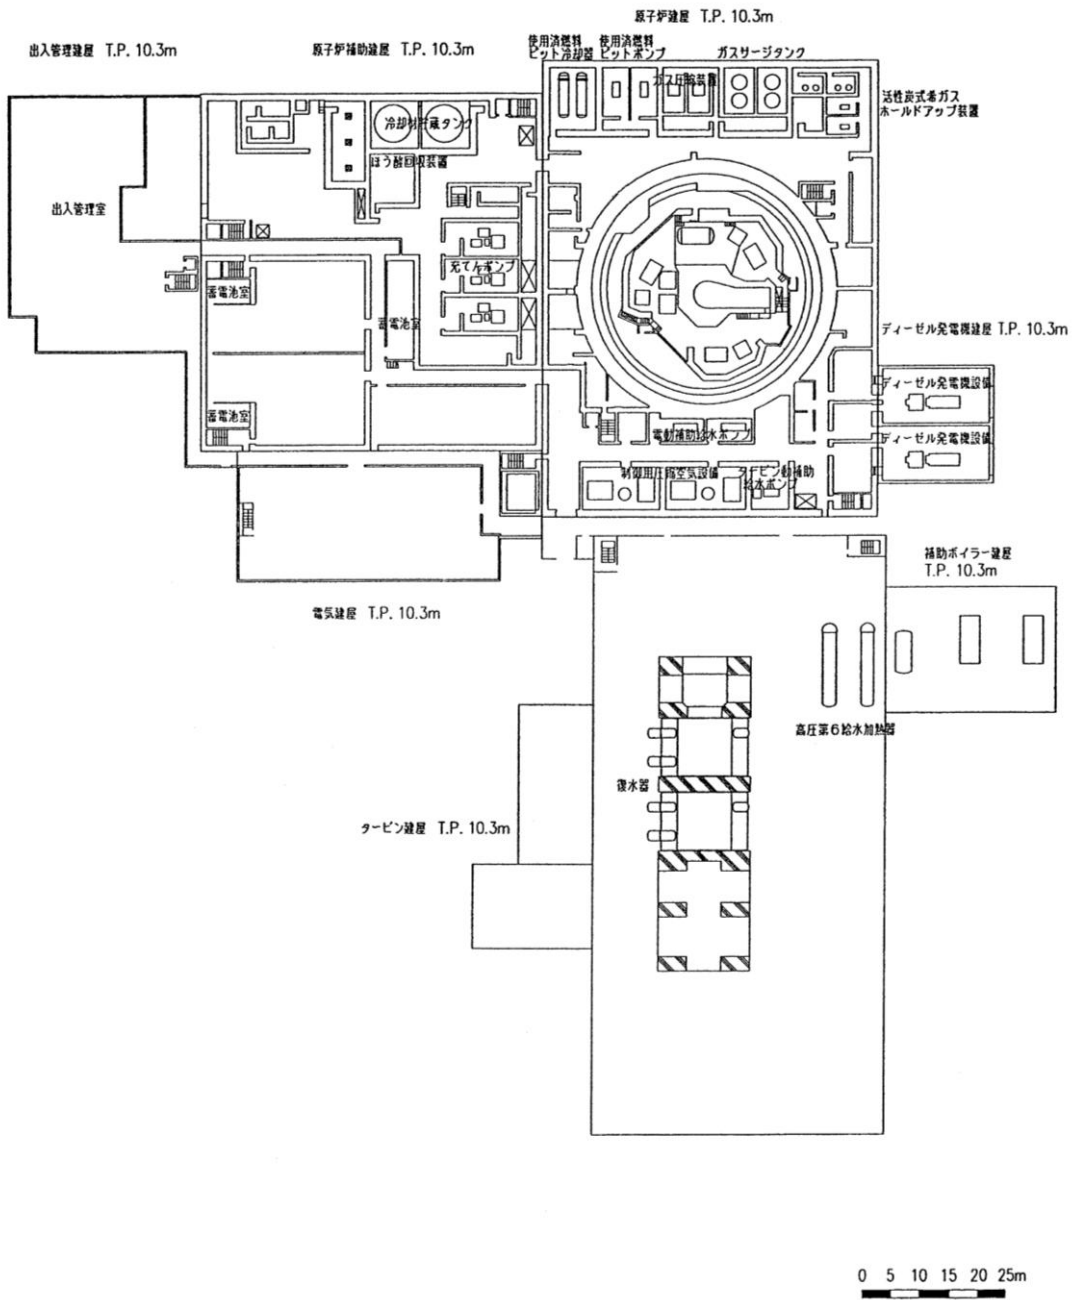 原子炉建屋 T.P. 10.3m
出入管理建屋 T.P. 10.3m
原子炉補助建屋 T.P. 10.3m
使用済燃料
ピット冷却器
使用済燃料
ピットポンプ
ガスサージタンク
ガス圧縮装置
活性炭式希ガス
ホールドアップ装置
冷却材貯蔵タンク
ほう酸回収装置
出入管理室
充てんポンプ
蓄電池室
蓄電池室
ディーゼル発電機建屋 T.P. 10.3m
ディーゼル発電機設備
蓄電池室
電動補助給水ポンプ
ディーゼル発電機設備
制御用圧縮空気設備
タービン動補助
給水ポンプ
補助ボイラー建屋
T.P. 10.3m
電気建屋 T.P. 10.3m
高圧第6給水加熱器
復水器
タービン建屋 T.P. 10.3m
0 5 10 15 20 25m